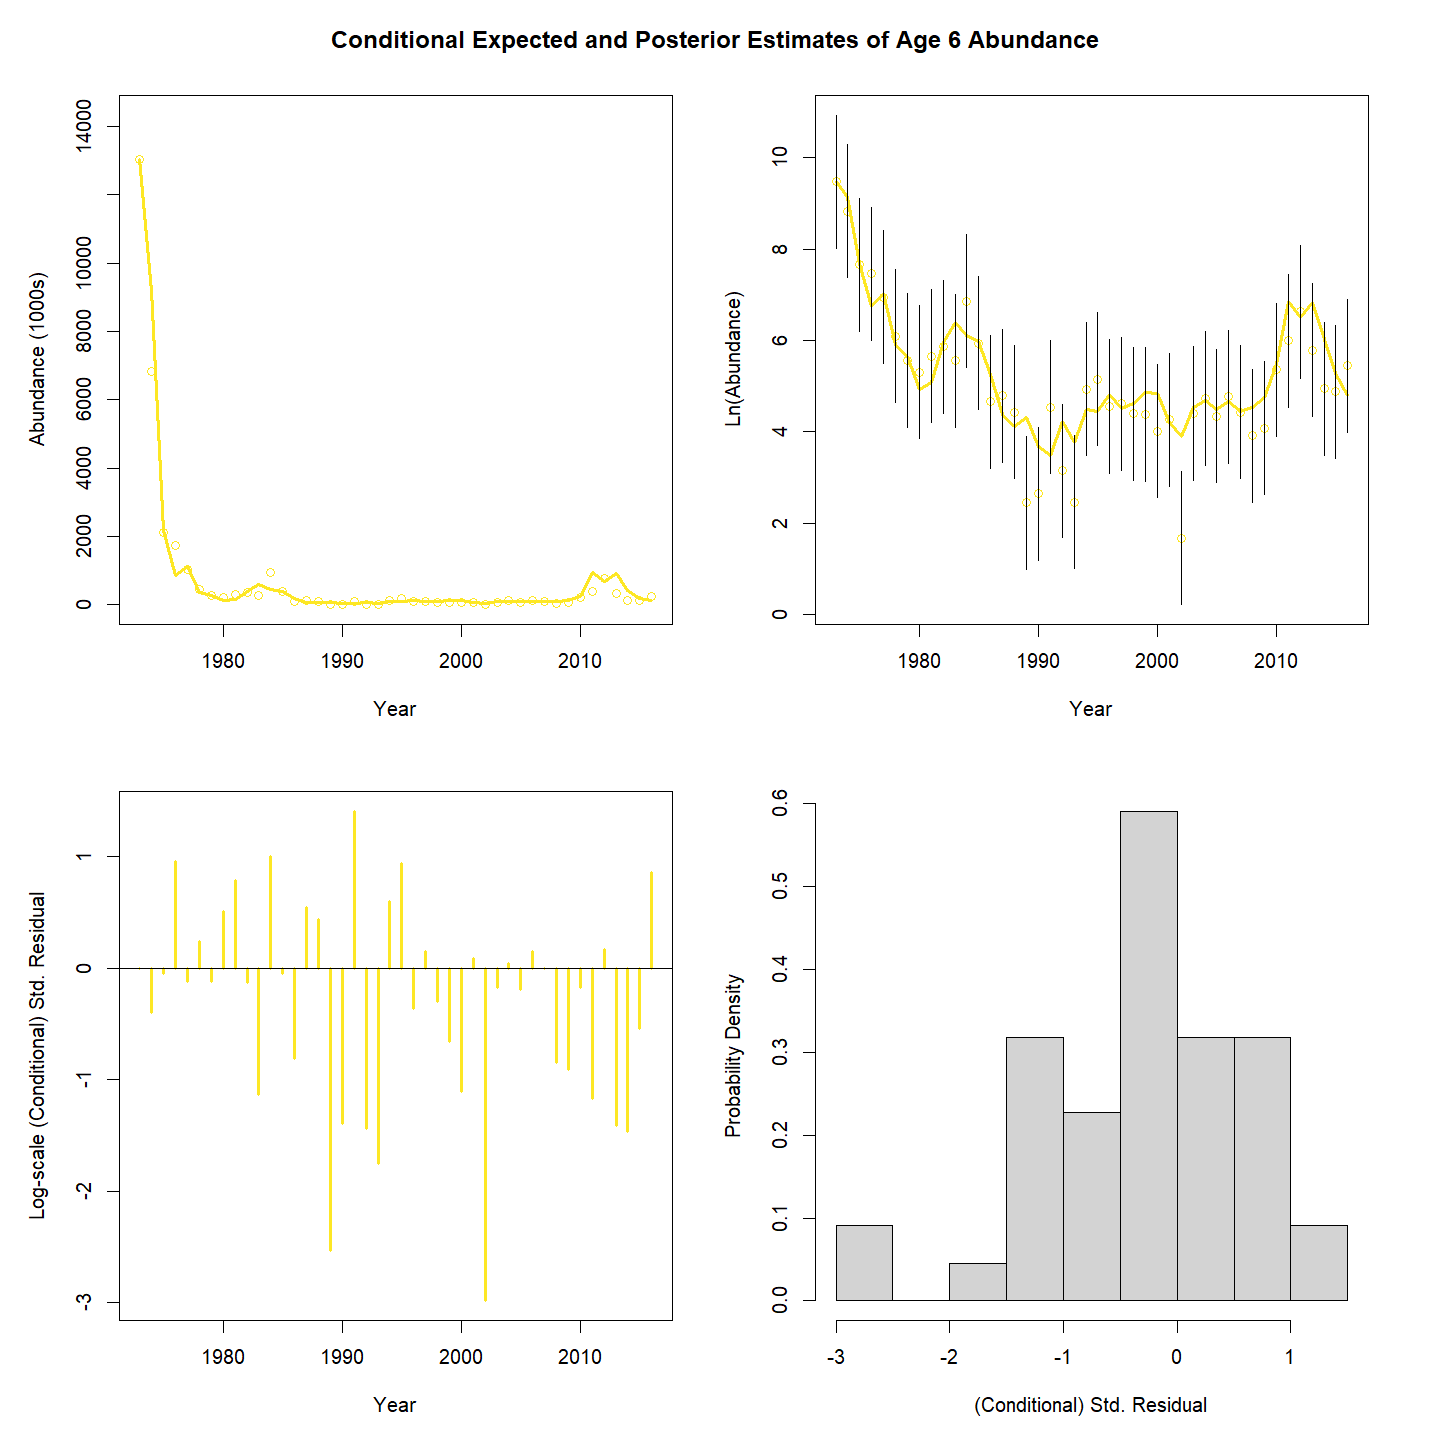 Conditional Expected and Posterior Estimates of Age 6 Abundance
Abundance (1000s)
14000
10000
8000
6000
4000
2000
0
1980 1990 2000 2010
Year
Ln(Abundance)
10
8
6
4
2
0
1980 1990 2000 2010
Year
Log-scale (Conditional) Std. Residual
1
0
-1
-2
-3
1980 1990 2000 2010
Year
Probability Density
0.6
0.5
0.4
0.3
0.2
0.1
0.0
-3 -2 -1 0 1
(Conditional) Std. Residual